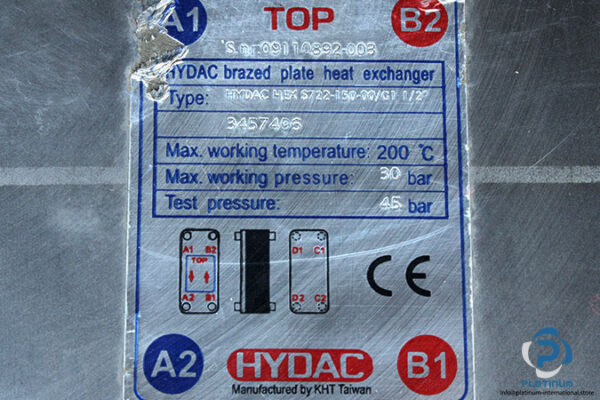 A1 TOP B2
S.nr.09110892-003
HYDAC brazed plate heat exchanger
Type: HYDAC HEX S722-150-00/G1 1/2"
3457496
Max. working temperature: 200 °C
Max. working pressure: 30 bar
Test pressure: 45 bar
A1 B2
TOP
A2 B1
D1 C1
D2 C2
CE
A2 HYDAC B1
Manufactured by KHT Taiwan
PLATINUM
info@platinum-international.store